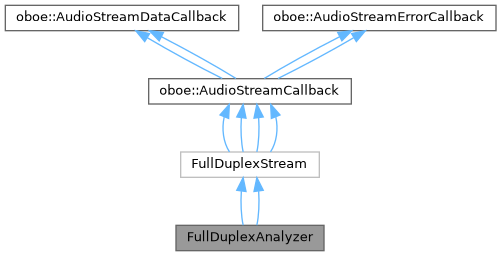 oboe::AudioStreamDataCallback
oboe::AudioStreamErrorCallback
oboe::AudioStreamCallback
FullDuplexStream
FullDuplexAnalyzer